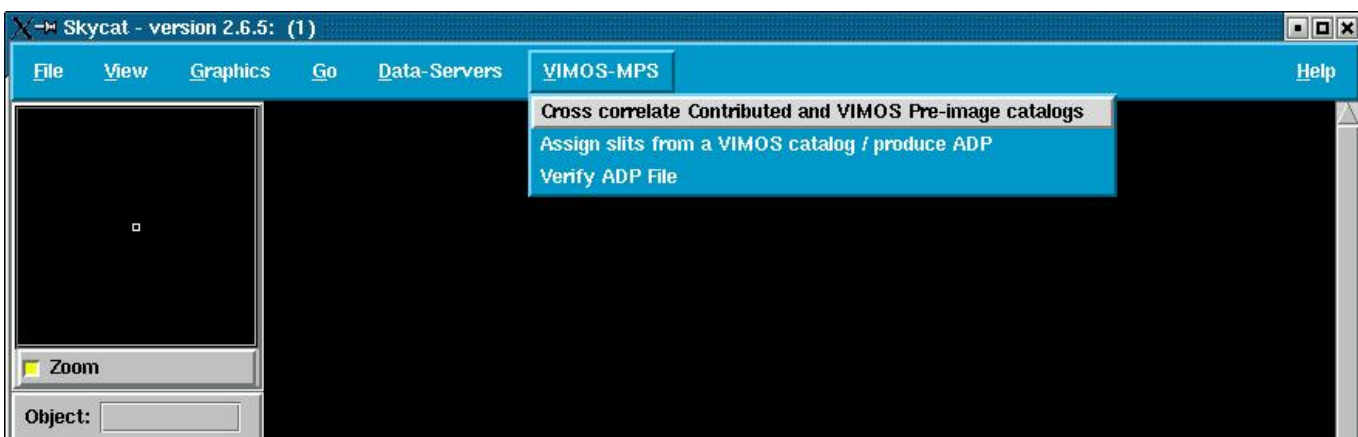 Skycat - version 2.6.5: (1)
File View Graphics Go Data-Servers VIMOS-MPS Help
Cross correlate Contributed and VIMOS Pre-image catalogs
Assign slits from a VIMOS catalog / produce ADP
Verify ADP File
Zoom
Object: